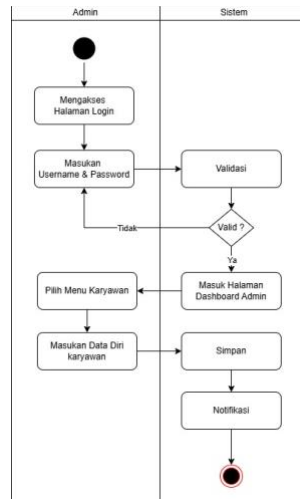 Admin
Sistem
Mengakses
Halaman Login
Masukan
Username & Password
Validasi
Valid ?
Tidak
Ya
Masuk Halaman
Dashboard Admin
Pilih Menu Karyawan
Masukan Data Diri
karyawan
Simpan
Notifikasi